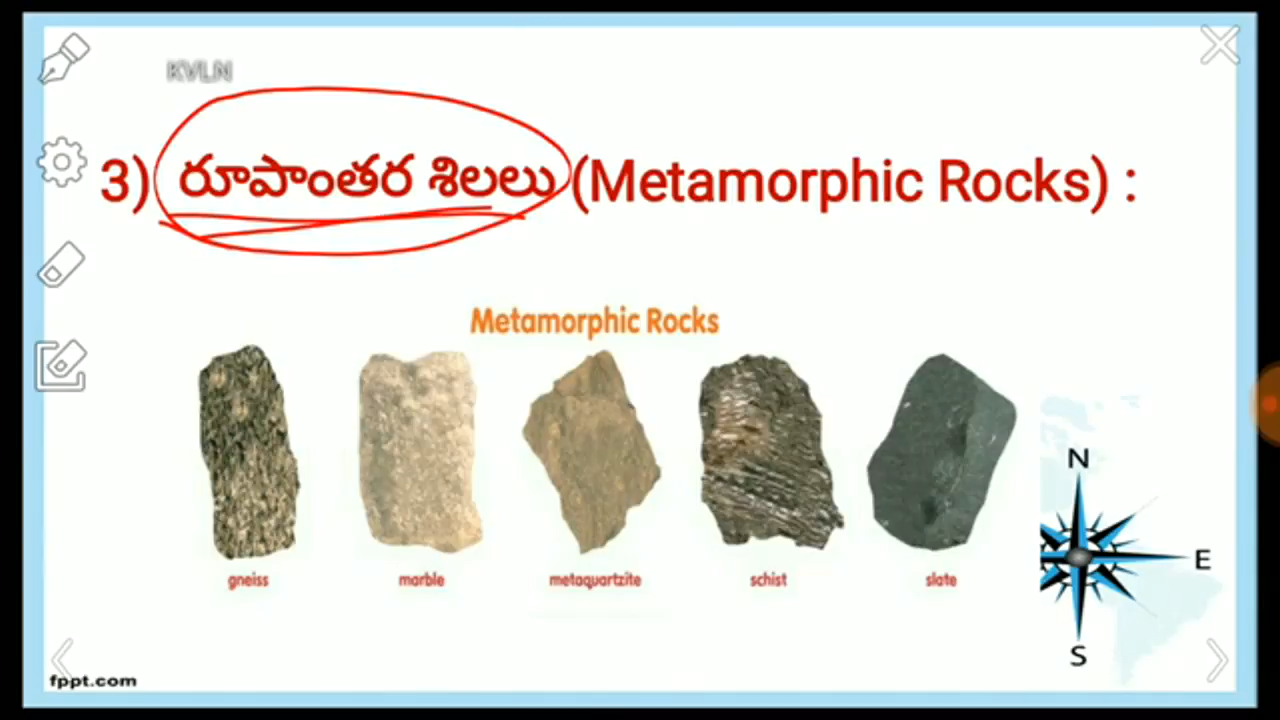 KVLN
3) రూపాంతర శిలలు (Metamorphic Rocks) :
Metamorphic Rocks
gneiss marble metaquartzite schist slate
N
E
S
fppt.com